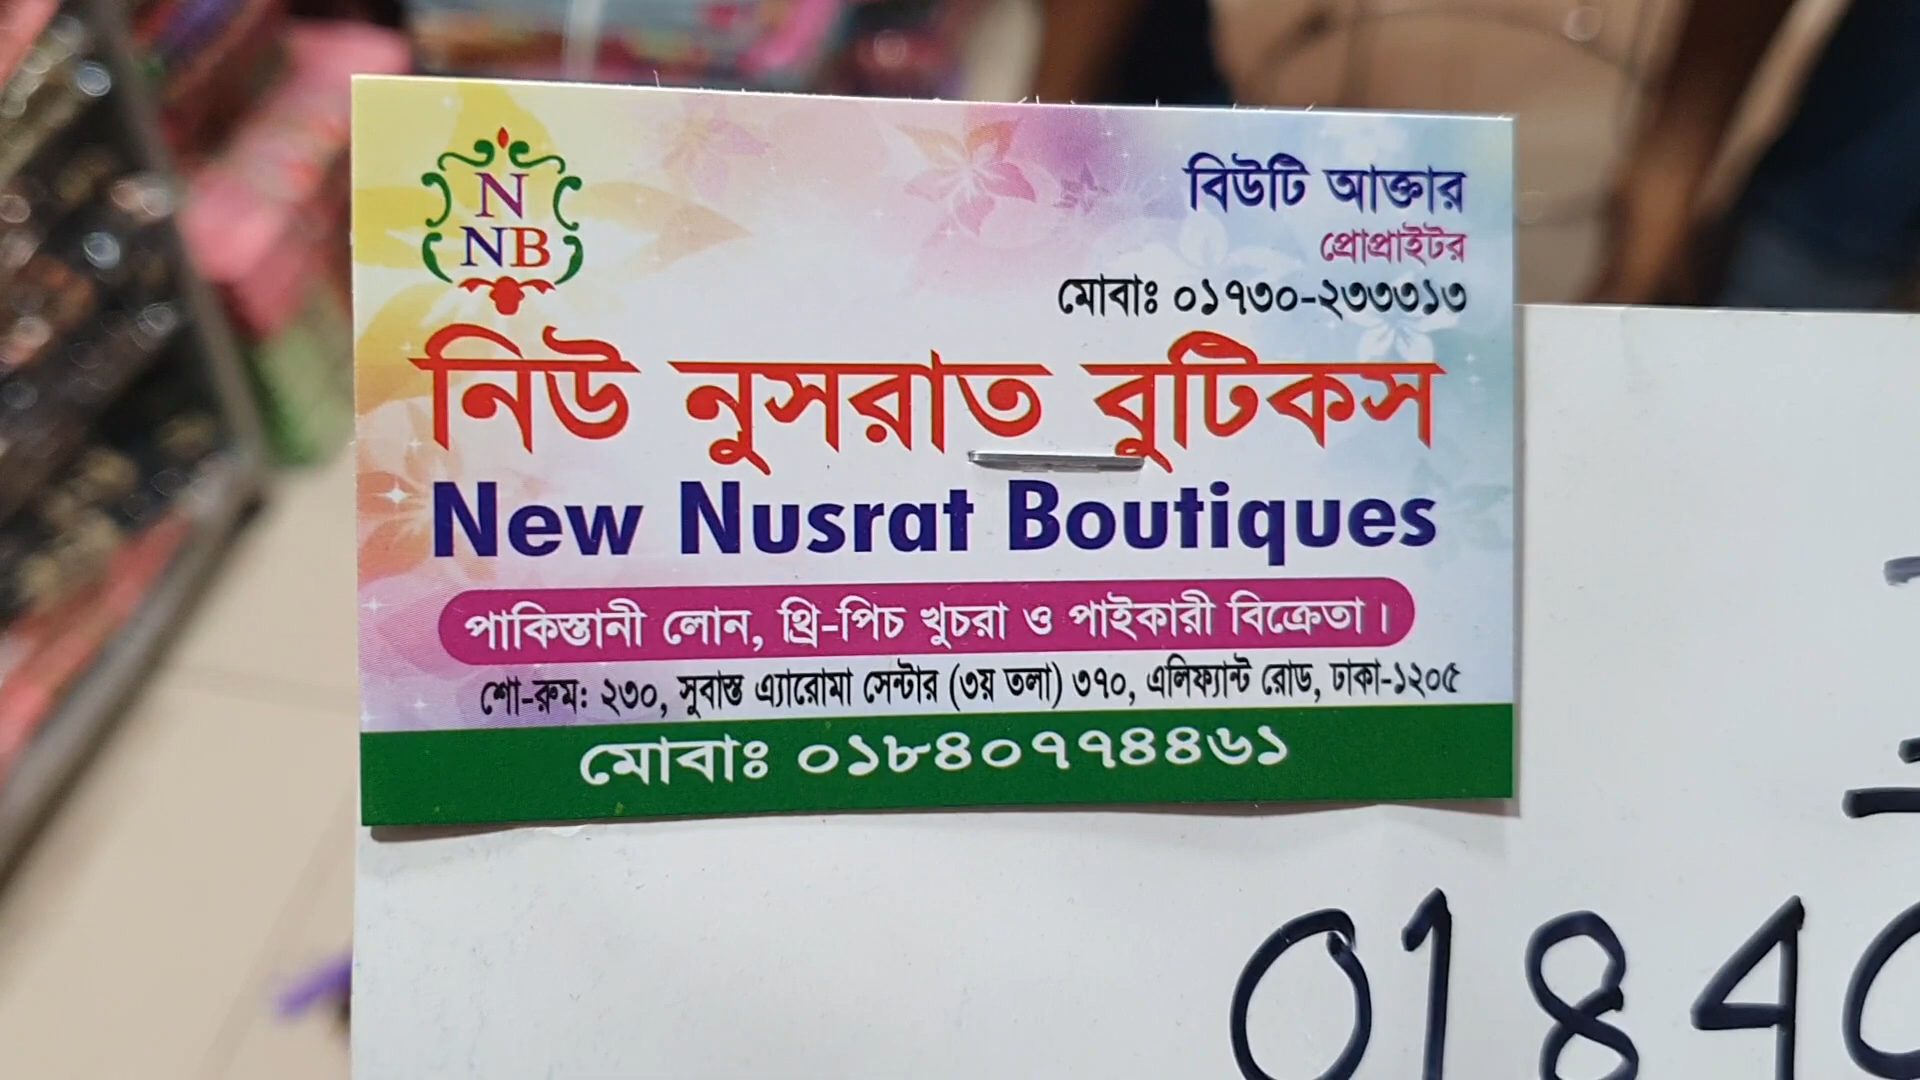 N
NB
বিউটি আক্তার
প্রোপ্রাইটর
মোবাঃ ০১৭৩০-২৩৩৩১৩
নিউ নুসরাত বুটিকস
New Nusrat Boutiques
পাকিস্তানী লোন, থ্রি-পিচ খুচরা ও পাইকারী বিক্রেতা।
শো-রুম: ২৩০, সুবাস্ত এ্যারোমা সেন্টার (৩য় তলা) ৩৭০, এলিফ্যান্ট রোড, ঢাকা-১২০৫
মোবাঃ ০১৮৪০৭৭৪৪৬১
0184